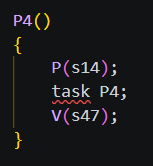 P4()
{
P(s14);
task P4;
V(s47);
}